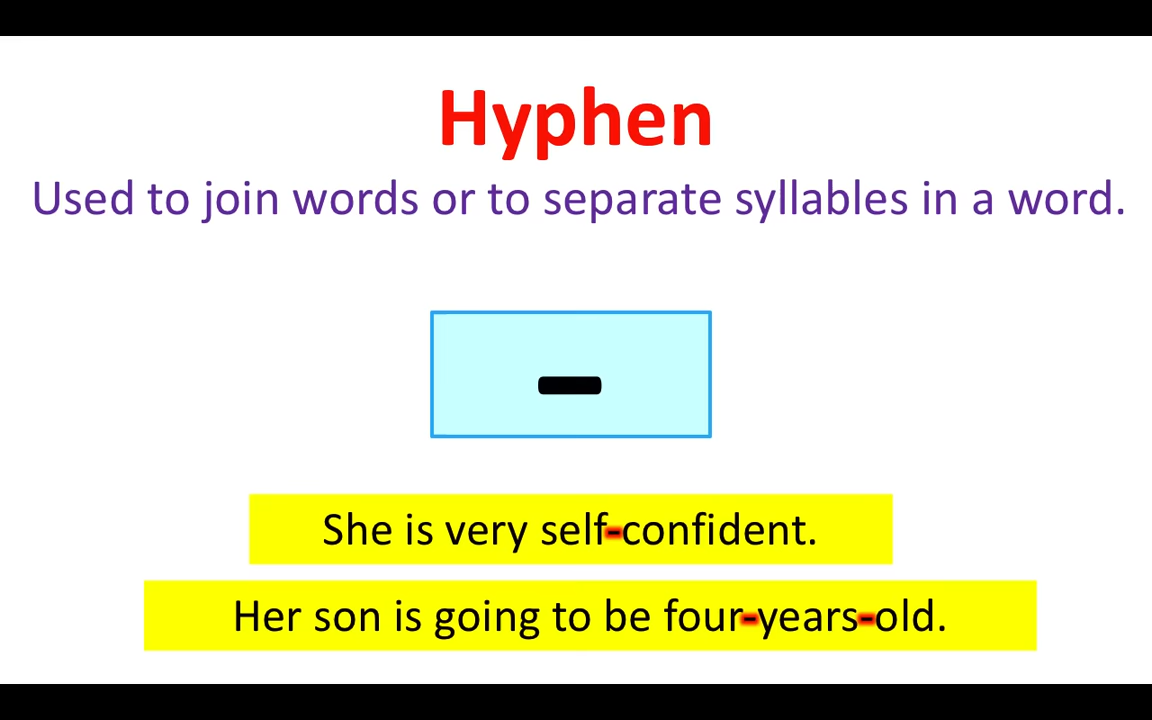 Hyphen
Used to join words or to separate syllables in a word.
-
She is very self-confident.
Her son is going to be four-years-old.